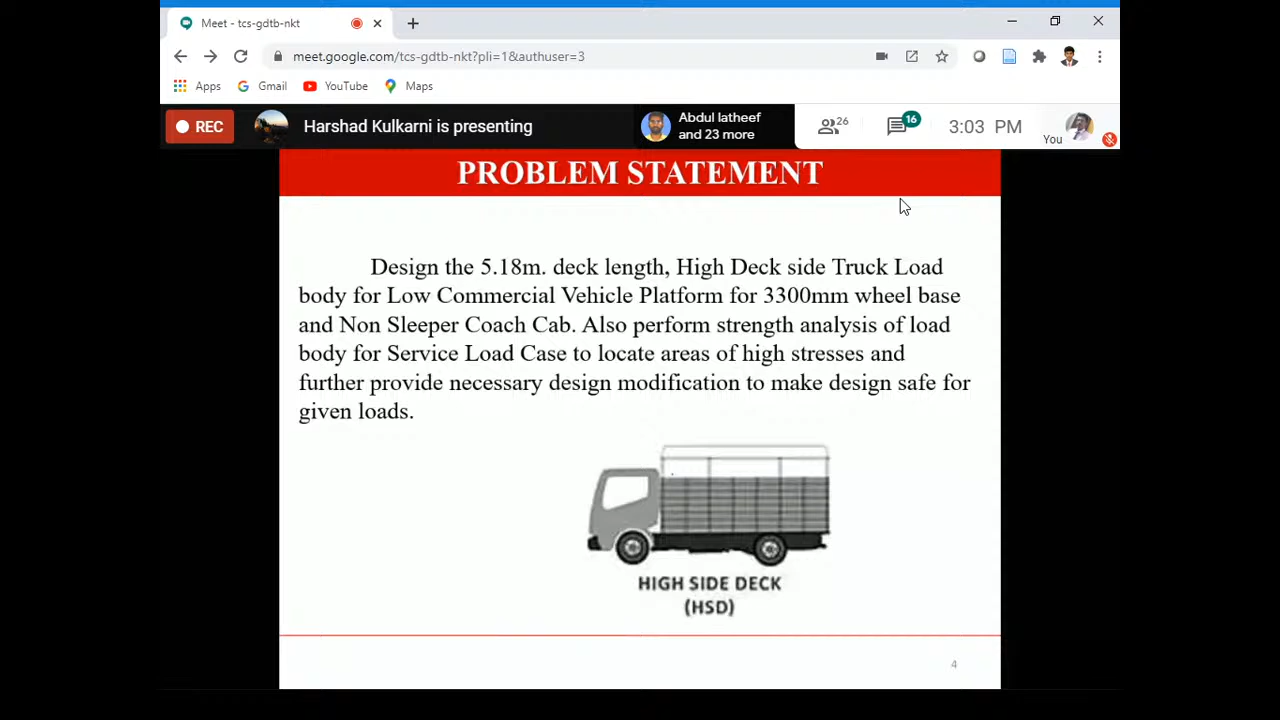 Meet - tcs-gdtb-nkt
meet.google.com/tcs-gdtb-nkt?pli=1&authuser=3
Apps Gmail YouTube Maps
REC Harshad Kulkarni is presenting
Abdul latheef
and 23 more
26
16
3:03 PM
You
PROBLEM STATEMENT
Design the 5.18m. deck length, High Deck side Truck Load
body for Low Commercial Vehicle Platform for 3300mm wheel base
and Non Sleeper Coach Cab. Also perform strength analysis of load
body for Service Load Case to locate areas of high stresses and
further provide necessary design modification to make design safe for
given loads.
HIGH SIDE DECK
(HSD)
4